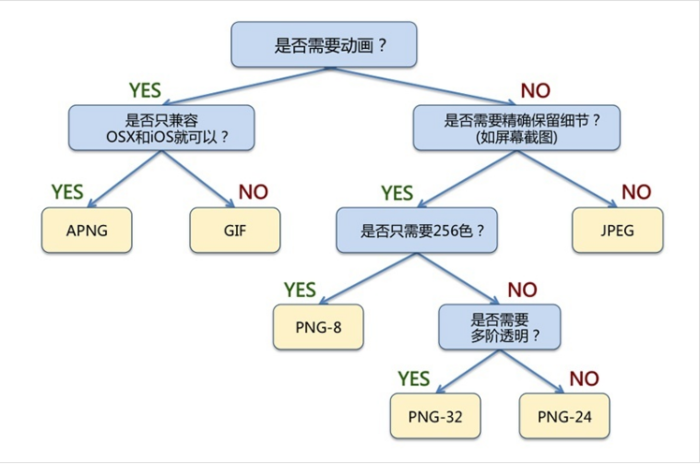 是否需要动画？
YES
NO
是否只兼容
OSX和iOS就可以？
是否需要精确保留细节？
(如屏幕截图)
YES
NO
YES
NO
APNG
GIF
是否只需要256色？
JPEG
YES
NO
PNG-8
是否需要
多阶透明？
YES
NO
PNG-32
PNG-24